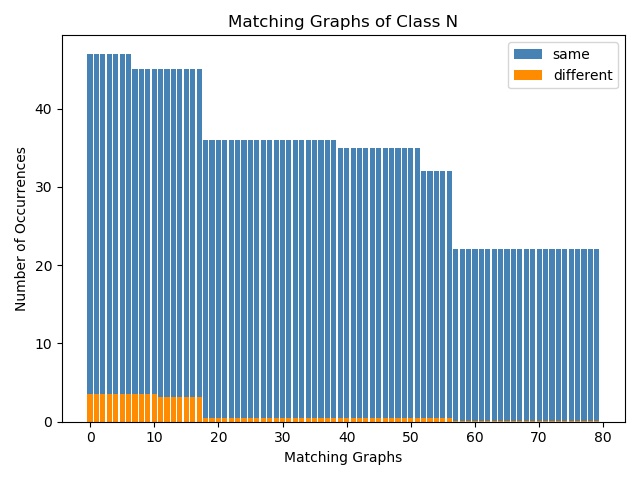 Matching Graphs of Class N
same
different
Number of Occurrences
40
30
20
10
0
0 10 20 30 40 50 60 70 80
Matching Graphs